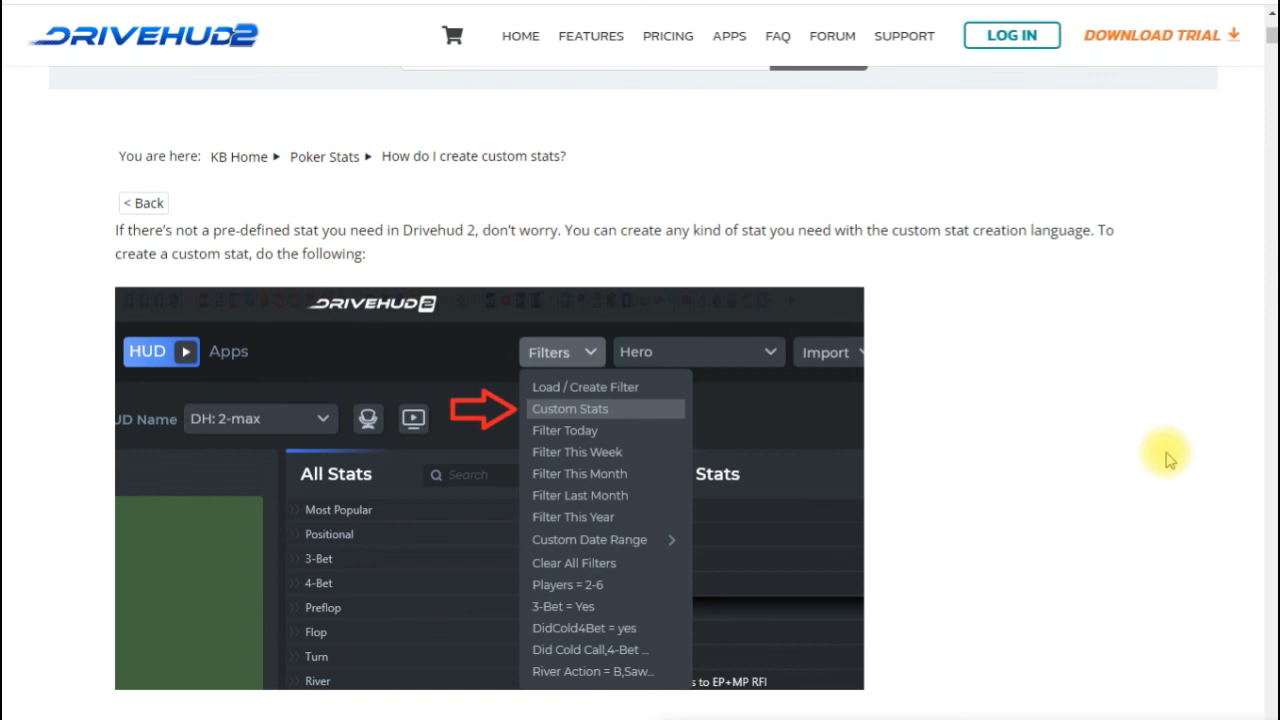 DRIVEHUD2
HOME FEATURES PRICING APPS FAQ FORUM SUPPORT LOG IN DOWNLOAD TRIAL
You are here: KB Home Poker Stats How do I create custom stats?
< Back
If there's not a pre-defined stat you need in Drivehud 2, don't worry. You can create any kind of stat you need with the custom stat creation language. To
create a custom stat, do the following:
DRIVEHUD2
HUD Apps Filters Hero Import
Load / Create Filter
Custom Stats
UD Name DH: 2-max
Filter Today
Filter This Week
All Stats Search Filter This Month Stats
Filter Last Month
Most Popular
Filter This Year
Positional
Custom Date Range
3-Bet
Clear All Filters
4-Bet
Players = 2-6
Preflop
3-Bet = Yes
Flop
DidCold4Bet = yes
Turn
Did Cold Call,4-Bet ...
River
River Action = B,Saw...
s to EP+MP RFI